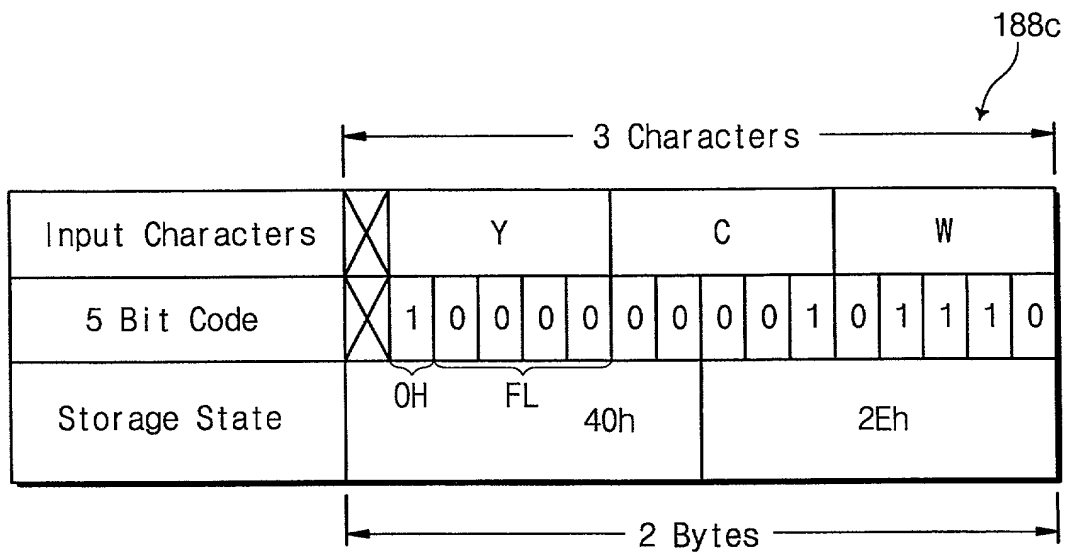 188c
3 Characters
Input Characters Y C W
5 Bit Code 1 0 0 0 0 0 0 0 0 1 0 1 1 1 0
OH FL
Storage State 40h 2Eh
2 Bytes